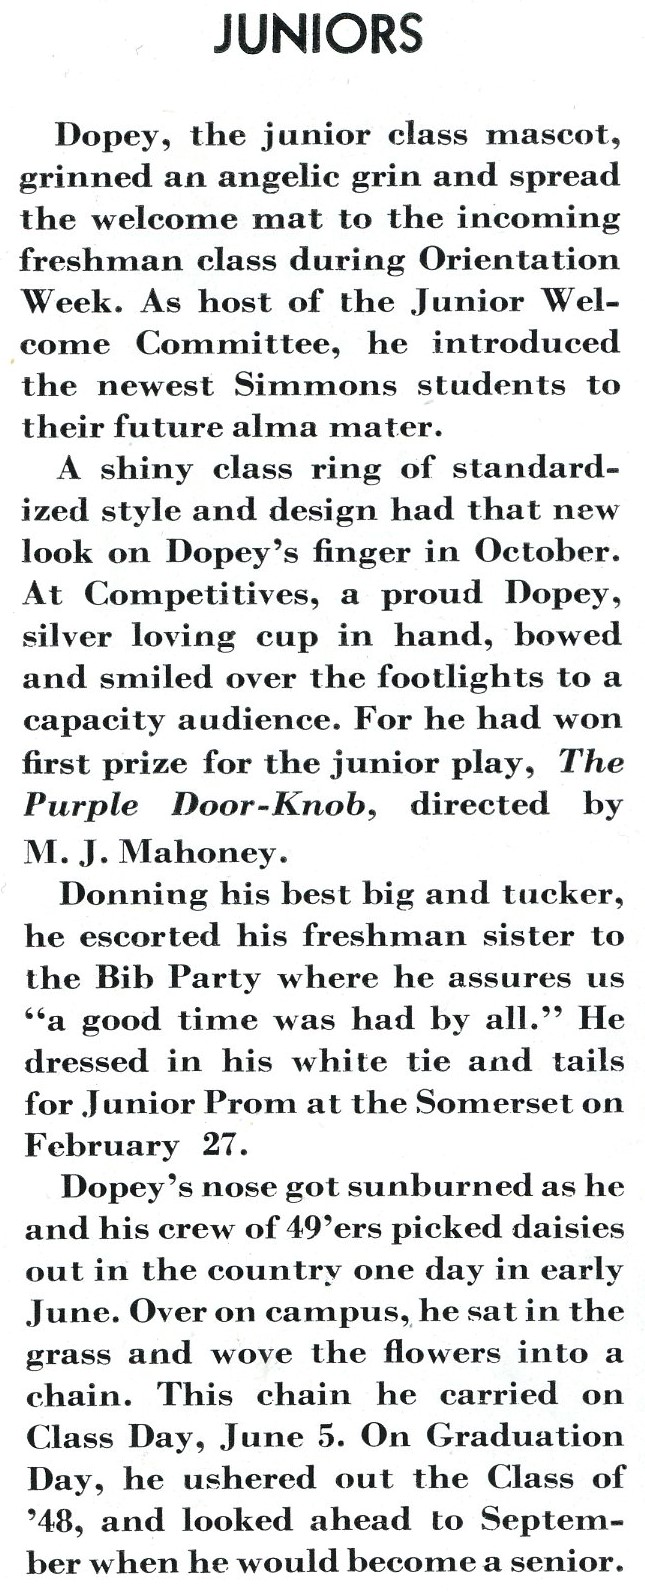 JUNIORS
Dopey, the junior class mascot,
grinned an angelic grin and spread
the welcome mat to the incoming
freshman class during Orientation
Week. As host of the Junior Wel-
come Committee, he introduced
the newest Simmons students to
their future alma mater.
A shiny class ring of standard-
ized style and design had that new
look on Dopey's finger in October.
At Competitives, a proud Dopey,
silver loving cup in hand, bowed
and smiled over the footlights to a
capacity audience. For he had won
first prize for the junior play, The
Purple Door-Knob, directed by
M. J. Mahoney.
Donning his best big and tucker,
he escorted his freshman sister to
the Bib Party where he assures us
“a good time was had by all.” He
dressed in his white tie and tails
for Junior Prom at the Somerset on
February 27.
Dopey's nose got sunburned as he
and his crew of 49'ers picked daisies
out in the country one day in early
June. Over on campus, he sat in the
grass and wove the flowers into a
chain. This chain he carried on
Class Day, June 5. On Graduation
Day, he ushered out the Class of
'48, and looked ahead to Septem-
ber when he would become a senior.